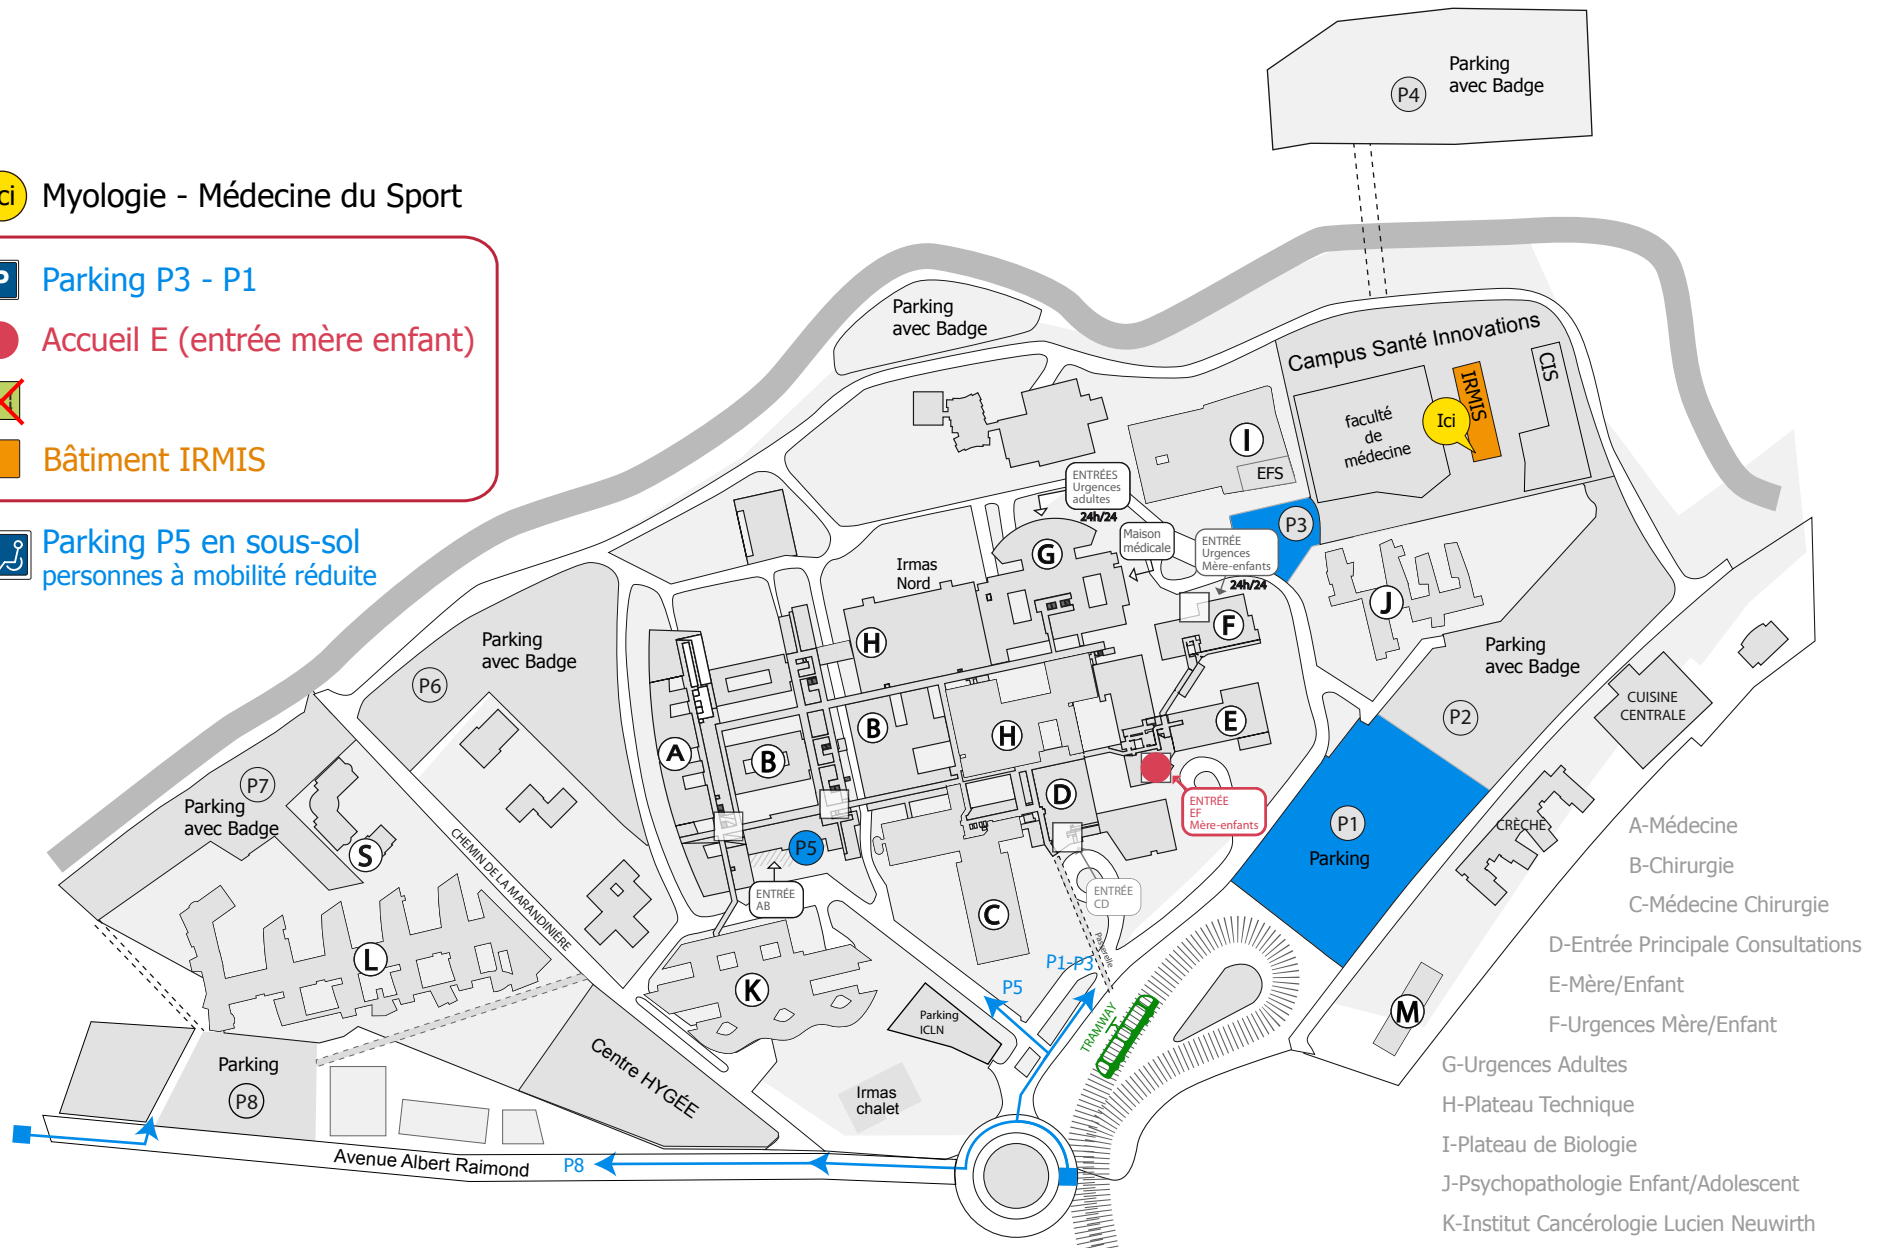 Parking
avec Badge
P4
ci
Myologie - Médecine du Sport
P
Parking P3 - P1
Accueil E (entrée mère enfant)
Bâtiment IRMIS
Parking P5 en sous-sol
personnes à mobilité réduite
Parking
avec Badge
Campus Santé Innovations
IRMIS
CIS
Ici
faculté
de
médecine
I
EFS
ENTRÉES
Urgences
adultes
24h/24
Maison
médicale
ENTRÉE
Urgences
Mère-enfants
24h/24
P3
G
Irmas
Nord
J
F
H
Parking
avec Badge
P6
Parking
avec Badge
P2
CUISINE
CENTRALE
E
B
H
A
B
ENTRÉE
EF
Mère-enfants
D
P7
Parking
avec Badge
P1
Parking
CRÈCHE
S
CHEMIN DE LA MARANDINIÈRE
P5
ENTRÉE
AB
ENTRÉE
CD
C
Passerelle
L
K
P1-P3
P5
TRAMWAY
M
Parking
ICLN
Parking
P8
Centre HYGÉE
Irmas
chalet
Avenue Albert Raimond
P8
A-Médecine
B-Chirurgie
C-Médecine Chirurgie
D-Entrée Principale Consultations
E-Mère/Enfant
F-Urgences Mère/Enfant
G-Urgences Adultes
H-Plateau Technique
I-Plateau de Biologie
J-Psychopathologie Enfant/Adolescent
K-Institut Cancérologie Lucien Neuwirth